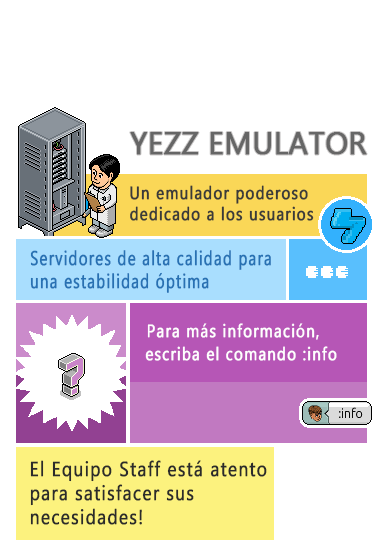 YEZZ EMULATOR
Un emulador poderoso
dedicado a los usuarios
Servidores de alta calidad para
una estabilidad óptima
Para más información,
escriba el comando :info
:info
El Equipo Staff está atento
para satisfacer sus
necesidades!